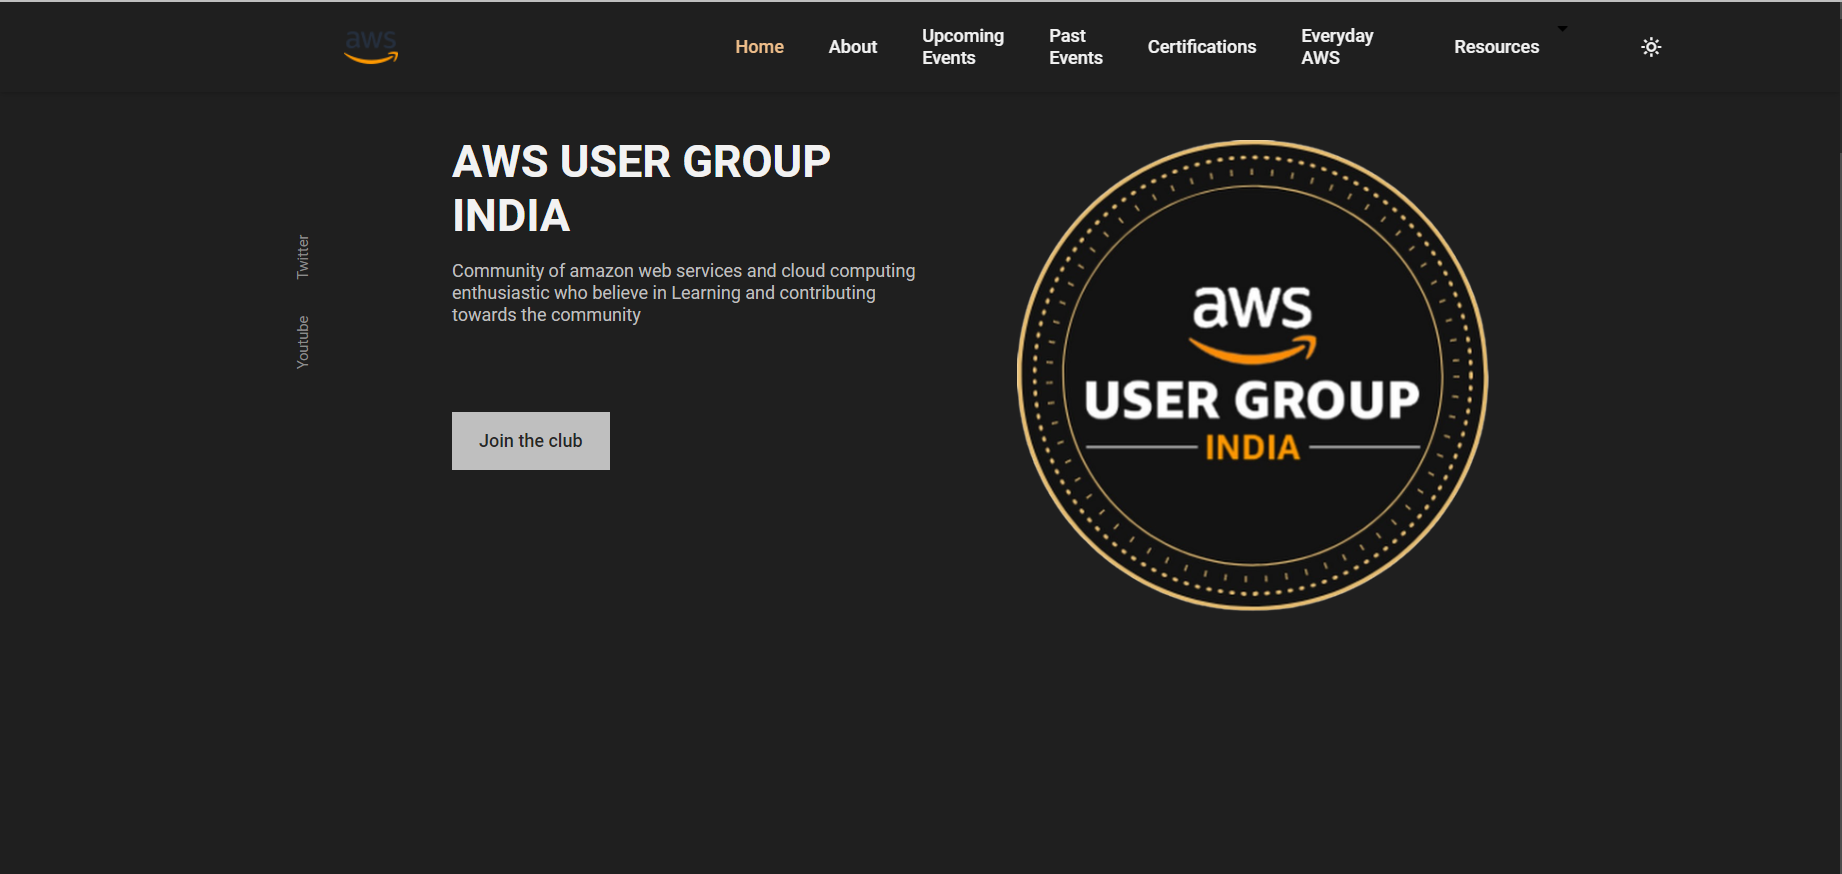 aws
Home
About
Upcoming
Events
Past
Events
Certifications
Everyday
AWS
Resources
AWS USER GROUP
INDIA
Twitter
Youtube
Community of amazon web services and cloud computing
enthusiastic who believe in Learning and contributing
towards the community
Join the club
aws
USER GROUP
INDIA